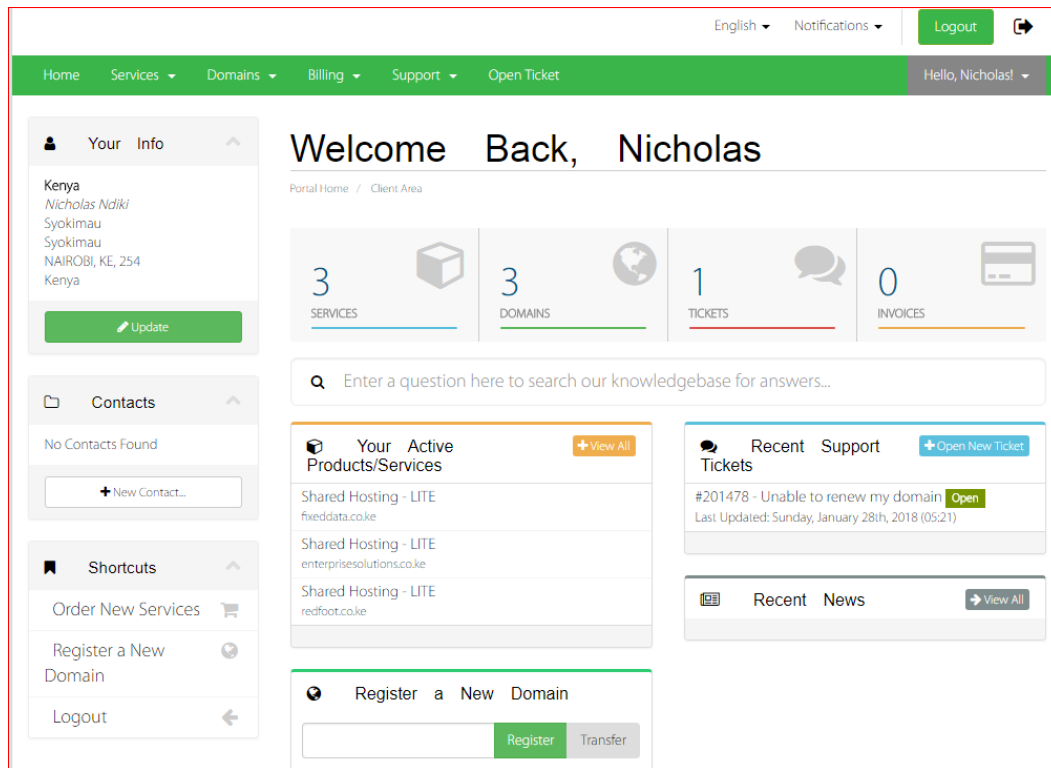 English
Notifications
Logout
Home
Services
Domains
Billing
Support
Open Ticket
Hello, Nicholas!
Your Info
Kenya
Nicholas Ndiki
Syokimau
Syokimau
NAIROBI, KE, 254
Kenya
Update
Contacts
No Contacts Found
New Contact...
Shortcuts
Order New Services
Register a New
Domain
Logout
Welcome Back, Nicholas
Portal Home / Client Area
3
SERVICES
3
DOMAINS
1
TICKETS
0
INVOICES
Enter a question here to search our knowledgebase for answers...
Your Active
Products/Services
View All
Shared Hosting - LITE
fixeddata.co.ke
Shared Hosting - LITE
enterprisesolutions.co.ke
Shared Hosting - LITE
redfoot.co.ke
Register a New Domain
Register
Transfer
Recent Support
Tickets
Open New Ticket
#201478 - Unable to renew my domain Open
Last Updated: Sunday, January 28th, 2018 (05:21)
Recent News
View All